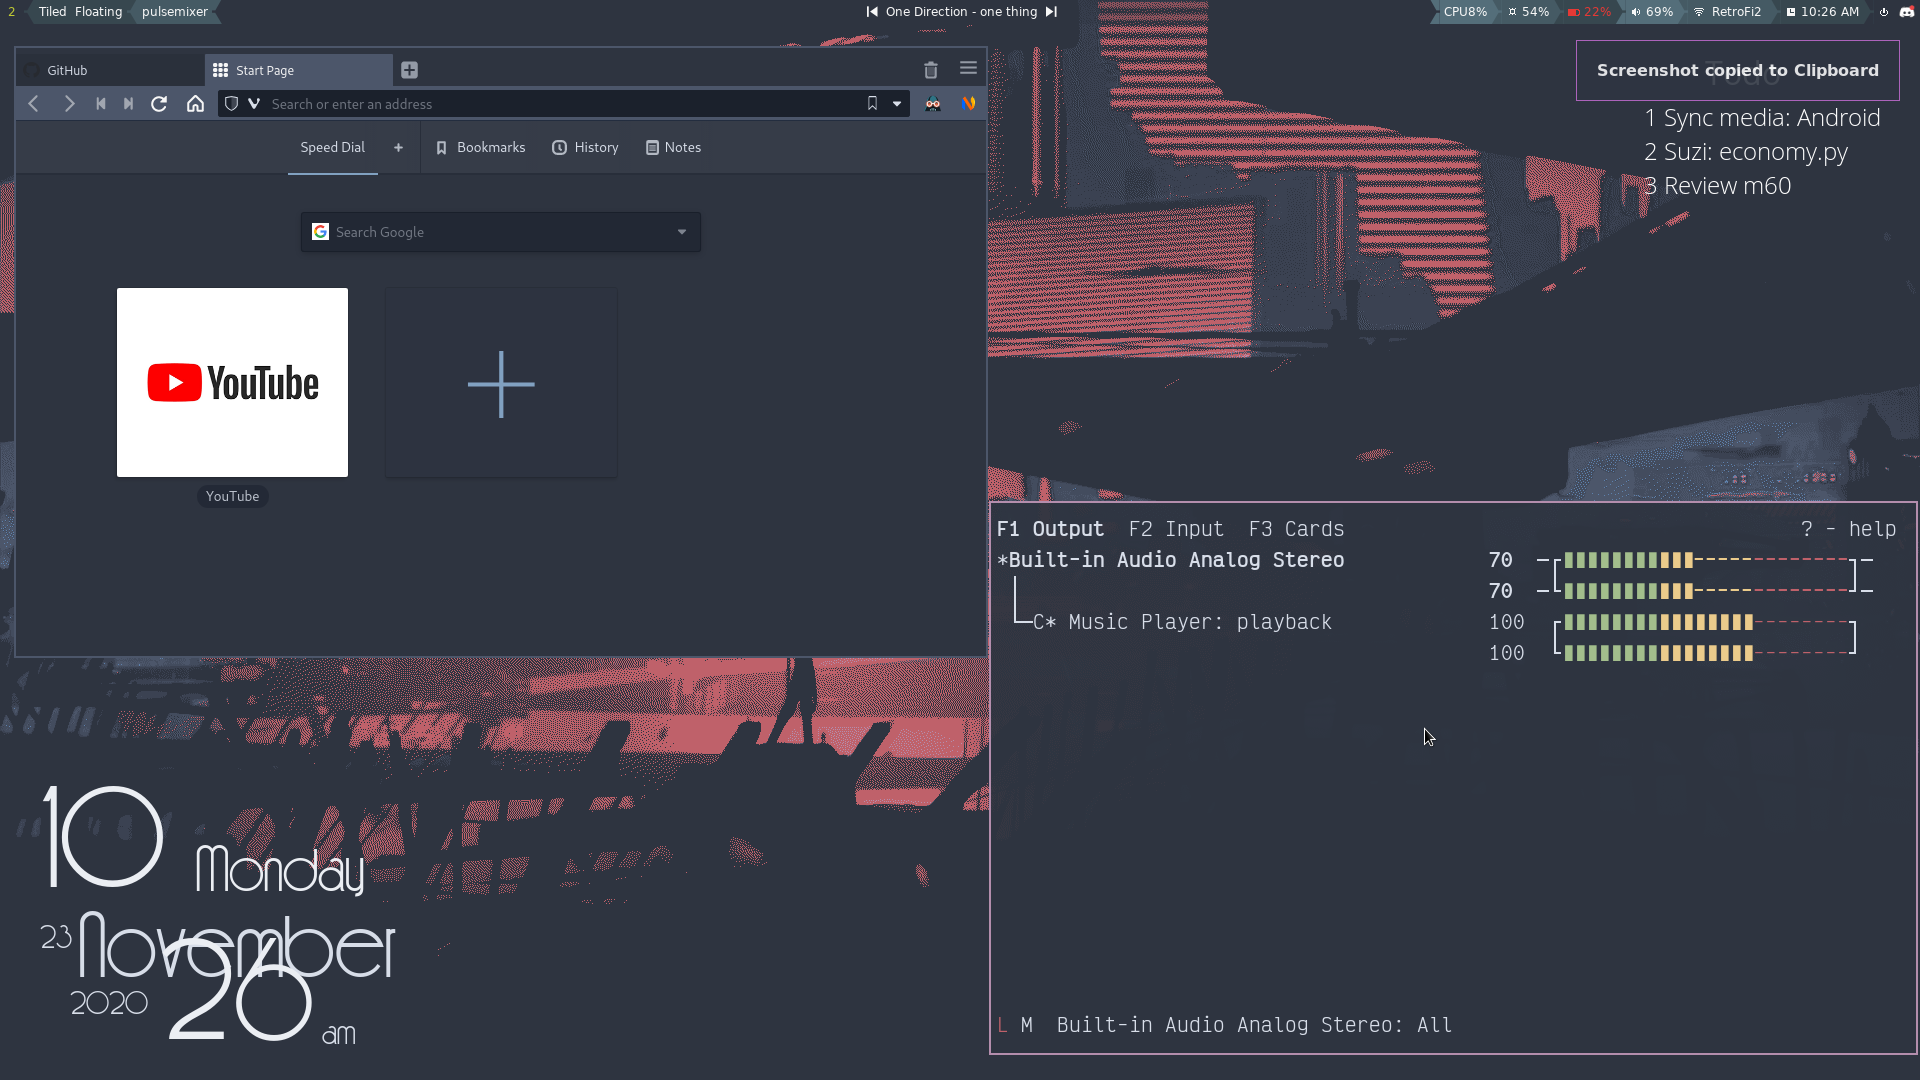 2 Tiled Floating pulsemixer
One Direction - one thing
CPU8% 54% 22% 69% RetroFi2 10:26 AM
GitHub Start Page
Search or enter an address
Speed Dial + Bookmarks History Notes
Search Google
YouTube
YouTube
Screenshot copied to Clipboard
Todo
1 Sync media: Android
2 Suzi: economy.py
3 Review m60
F1 Output F2 Input F3 Cards ? - help
*Built-in Audio Analog Stereo 70
70
C* Music Player: playback 100
100
L M Built-in Audio Analog Stereo: All
10 Monday
23 November
2020 26 am